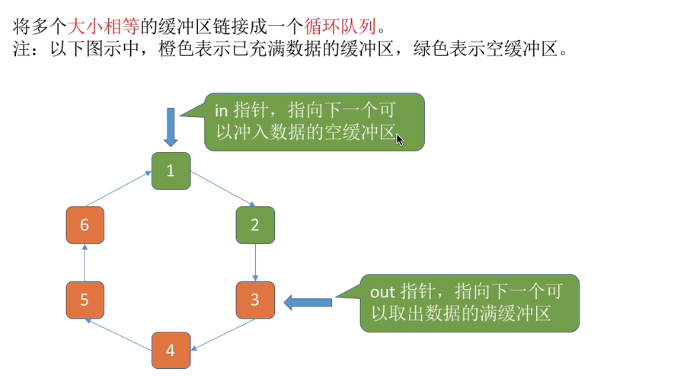 将多个大小相等的缓冲区链接成一个循环队列。
注：以下图示中，橙色表示已充满数据的缓冲区，绿色表示空缓冲区。
in 指针，指向下一个可
以冲入数据的空缓冲区
1
6
2
5
3
out 指针，指向下一个可
以取出数据的满缓冲区
4